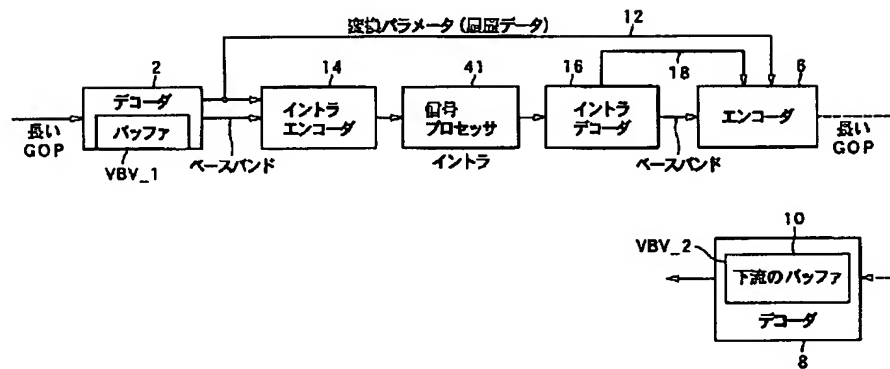 変換パラメータ(履歴データ)
12
2
14
41
16
18
6
デコーダ
バッファ
VBV_1
イントラ
エンコーダ
信号
プロセッサ
イントラ
デコーダ
エンコーダ
長い
GOP
ベースバンド
イントラ
ベースバンド
長い
GOP
VBV_2
10
下流のバッファ
デコーダ
8